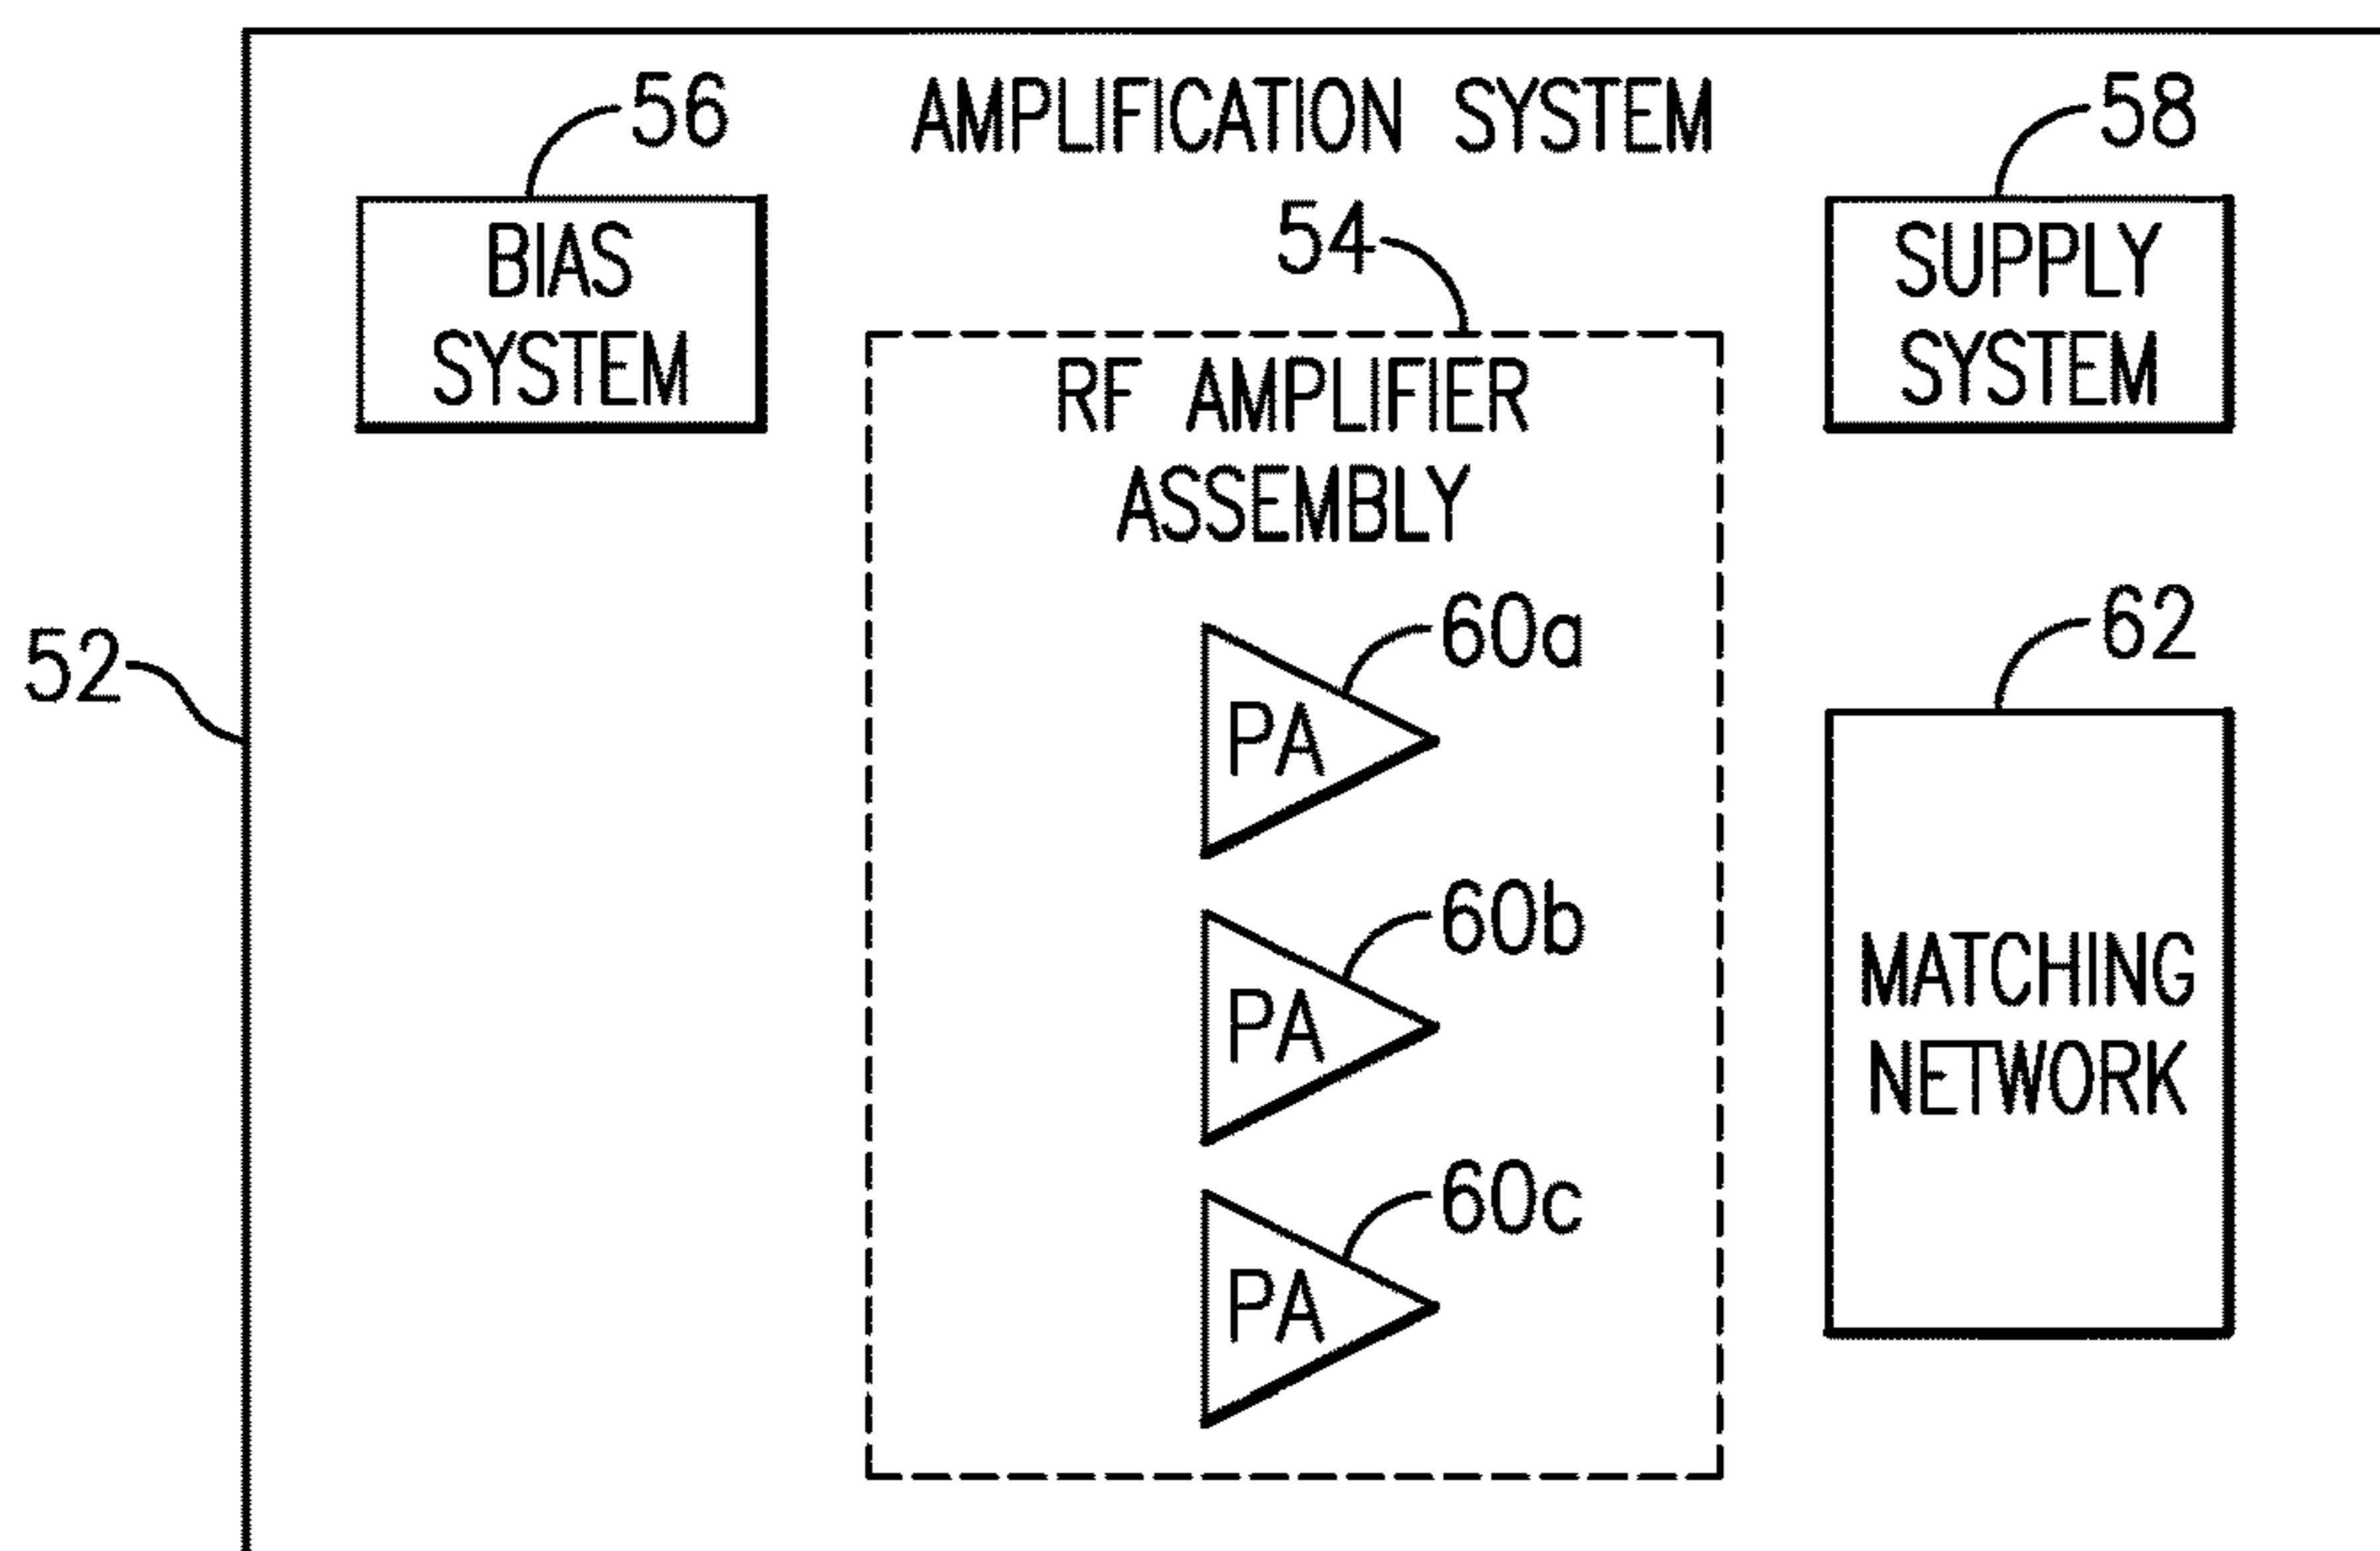 AMPLIFICATION SYSTEM
56
BIAS
SYSTEM
58
SUPPLY
SYSTEM
54
RF AMPLIFIER
ASSEMBLY
52
60a
PA
60b
PA
60c
PA
62
MATCHING
NETWORK